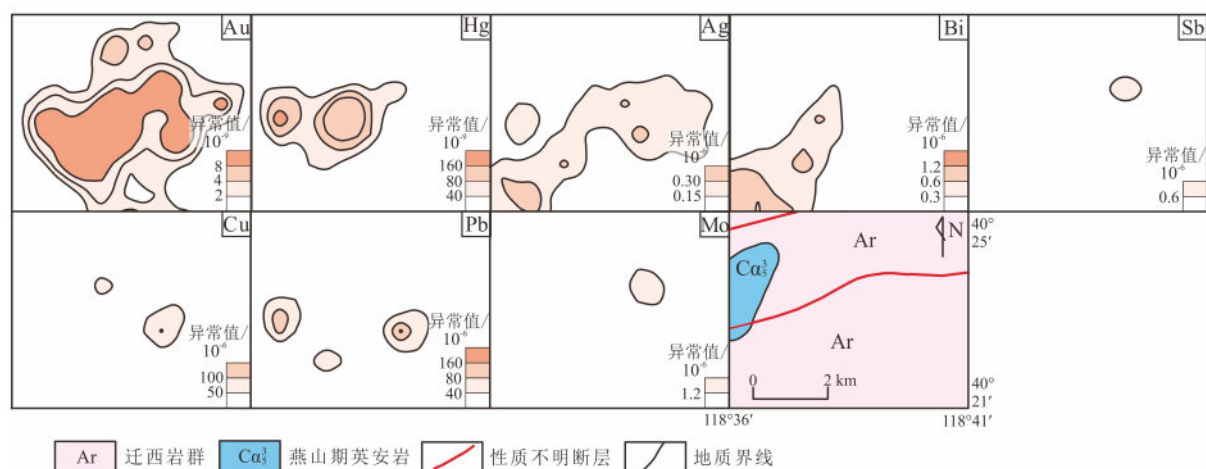 Au
异常值/
10⁻⁹
8
4
2
Hg
异常值/
10⁻⁹
160
80
40
Ag
异常值/
10⁻⁶
0.30
0.15
Bi
异常值/
10⁻⁶
1.2
0.6
0.3
Sb
异常值/
10⁻⁶
0.6
Cu
异常值/
10⁻⁶
100
50
Pb
异常值/
10⁻⁶
160
80
40
Mo
异常值/
10⁻⁶
1.2
Ar
N
Cα₅³
Ar
0 2 km
40°
25′
40°
21′
118°36′ 118°41′
Ar 迁西岩群 Cα₅³ 燕山期英安岩 性质不明断层 地质界线